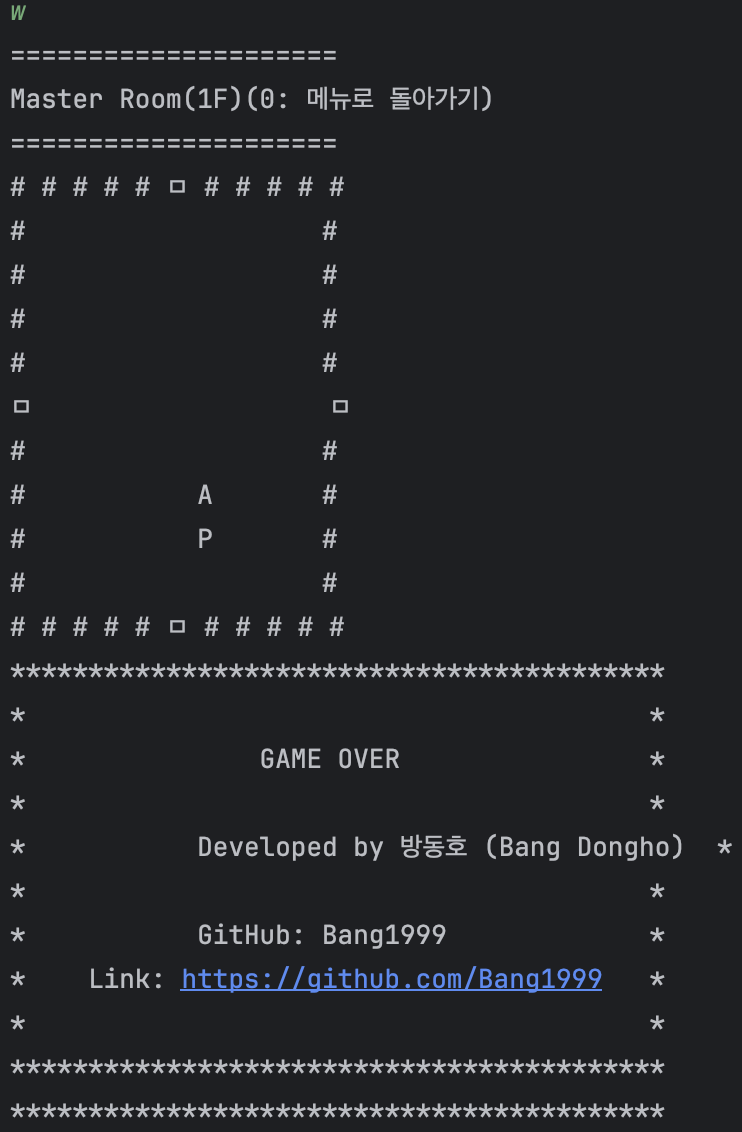 w
=====================
Master Room(1F)(0: 메뉴로 돌아가기)
=====================
# # # # # ㅁ # # # # #
#                   #
#                   #
#                   #
#                   #
ㅁ                   ㅁ
#                   #
#           A       #
#           P       #
#                   #
# # # # # ㅁ # # # # #
******************************************
*                                        *
*               GAME OVER                *
*                                        *
*           Developed by 방동호 (Bang Dongho)  *
*                                        *
*           GitHub: Bang1999             *
*    Link: https://github.com/Bang1999   *
*                                        *
******************************************
******************************************